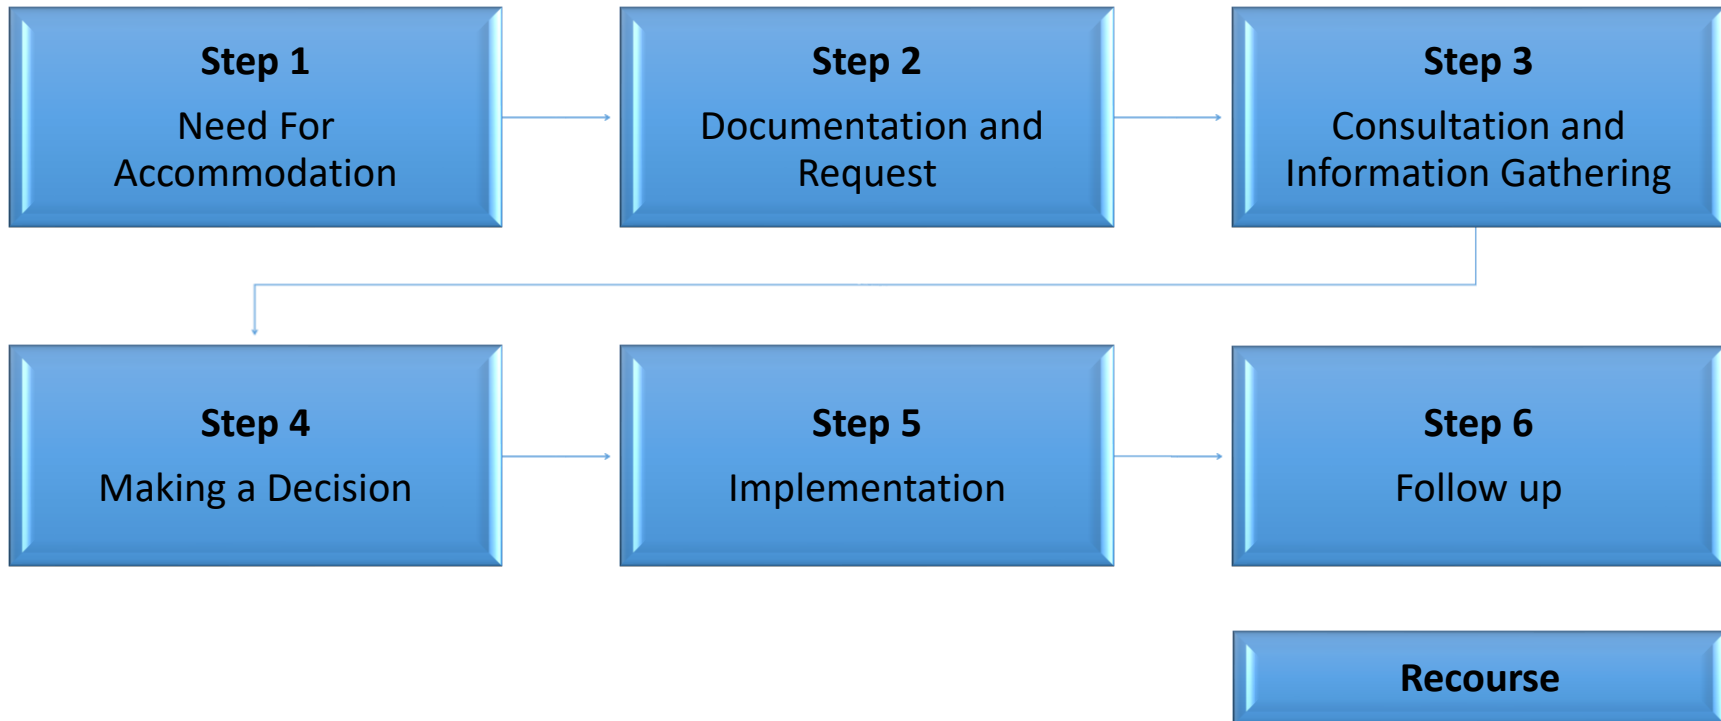 Step 1
Need For
Accommodation
Step 2
Documentation and
Request
Step 3
Consultation and
Information Gathering
Step 4
Making a Decision
Step 5
Implementation
Step 6
Follow up
Recourse